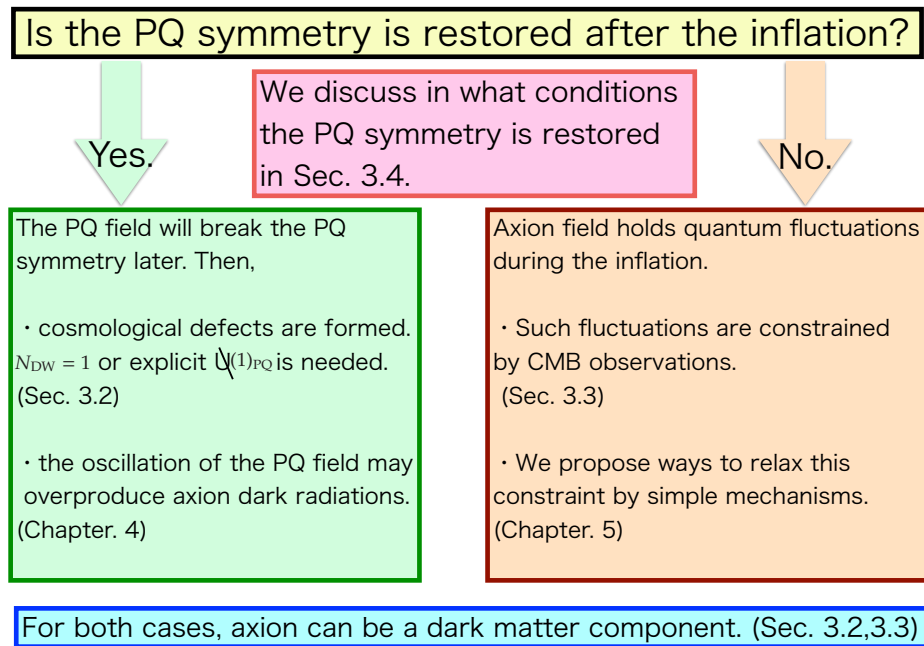 Is the PQ symmetry is restored after the inflation?
We discuss in what conditions
the PQ symmetry is restored
in Sec. 3.4.
Yes.
No.
The PQ field will break the PQ
symmetry later. Then,
・cosmological defects are formed.
N_DW = 1 or explicit U̸(1)_PQ is needed.
(Sec. 3.2)
・the oscillation of the PQ field may
overproduce axion dark radiations.
(Chapter. 4)
Axion field holds quantum fluctuations
during the inflation.
・Such fluctuations are constrained
by CMB observations.
(Sec. 3.3)
・We propose ways to relax this
constraint by simple mechanisms.
(Chapter. 5)
For both cases, axion can be a dark matter component. (Sec. 3.2,3.3)